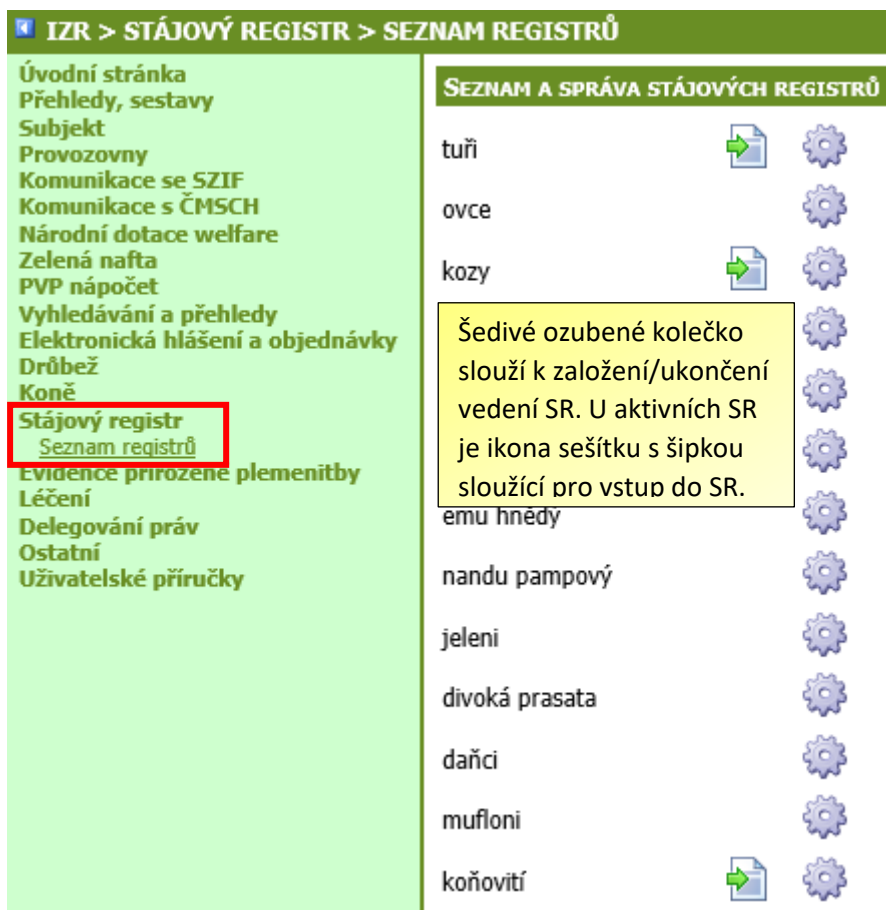 IZR > STÁJOVÝ REGISTR > SEZNAM REGISTRŮ
Úvodní stránka
Přehledy, sestavy
Subjekt
Provozovny
Komunikace se SZIF
Komunikace s ČMSCH
Národní dotace welfare
Zelená nafta
PVP nápočet
Vyhledávání a přehledy
Elektronická hlášení a objednávky
Drůbež
Koně
Stájový registr
Seznam registrů
Evidence přirozené plemenitby
Léčení
Delegování práv
Ostatní
Uživatelské příručky
SEZNAM A SPRÁVA STÁJOVÝCH REGISTRŮ
tuři
ovce
kozy
Šedivé ozubené kolečko
slouží k založení/ukončení
vedení SR. U aktivních SR
je ikona sešítku s šipkou
sloužící pro vstup do SR.
emu hnědý
nandu pampový
jeleni
divoká prasata
daňci
mufloni
koňovití